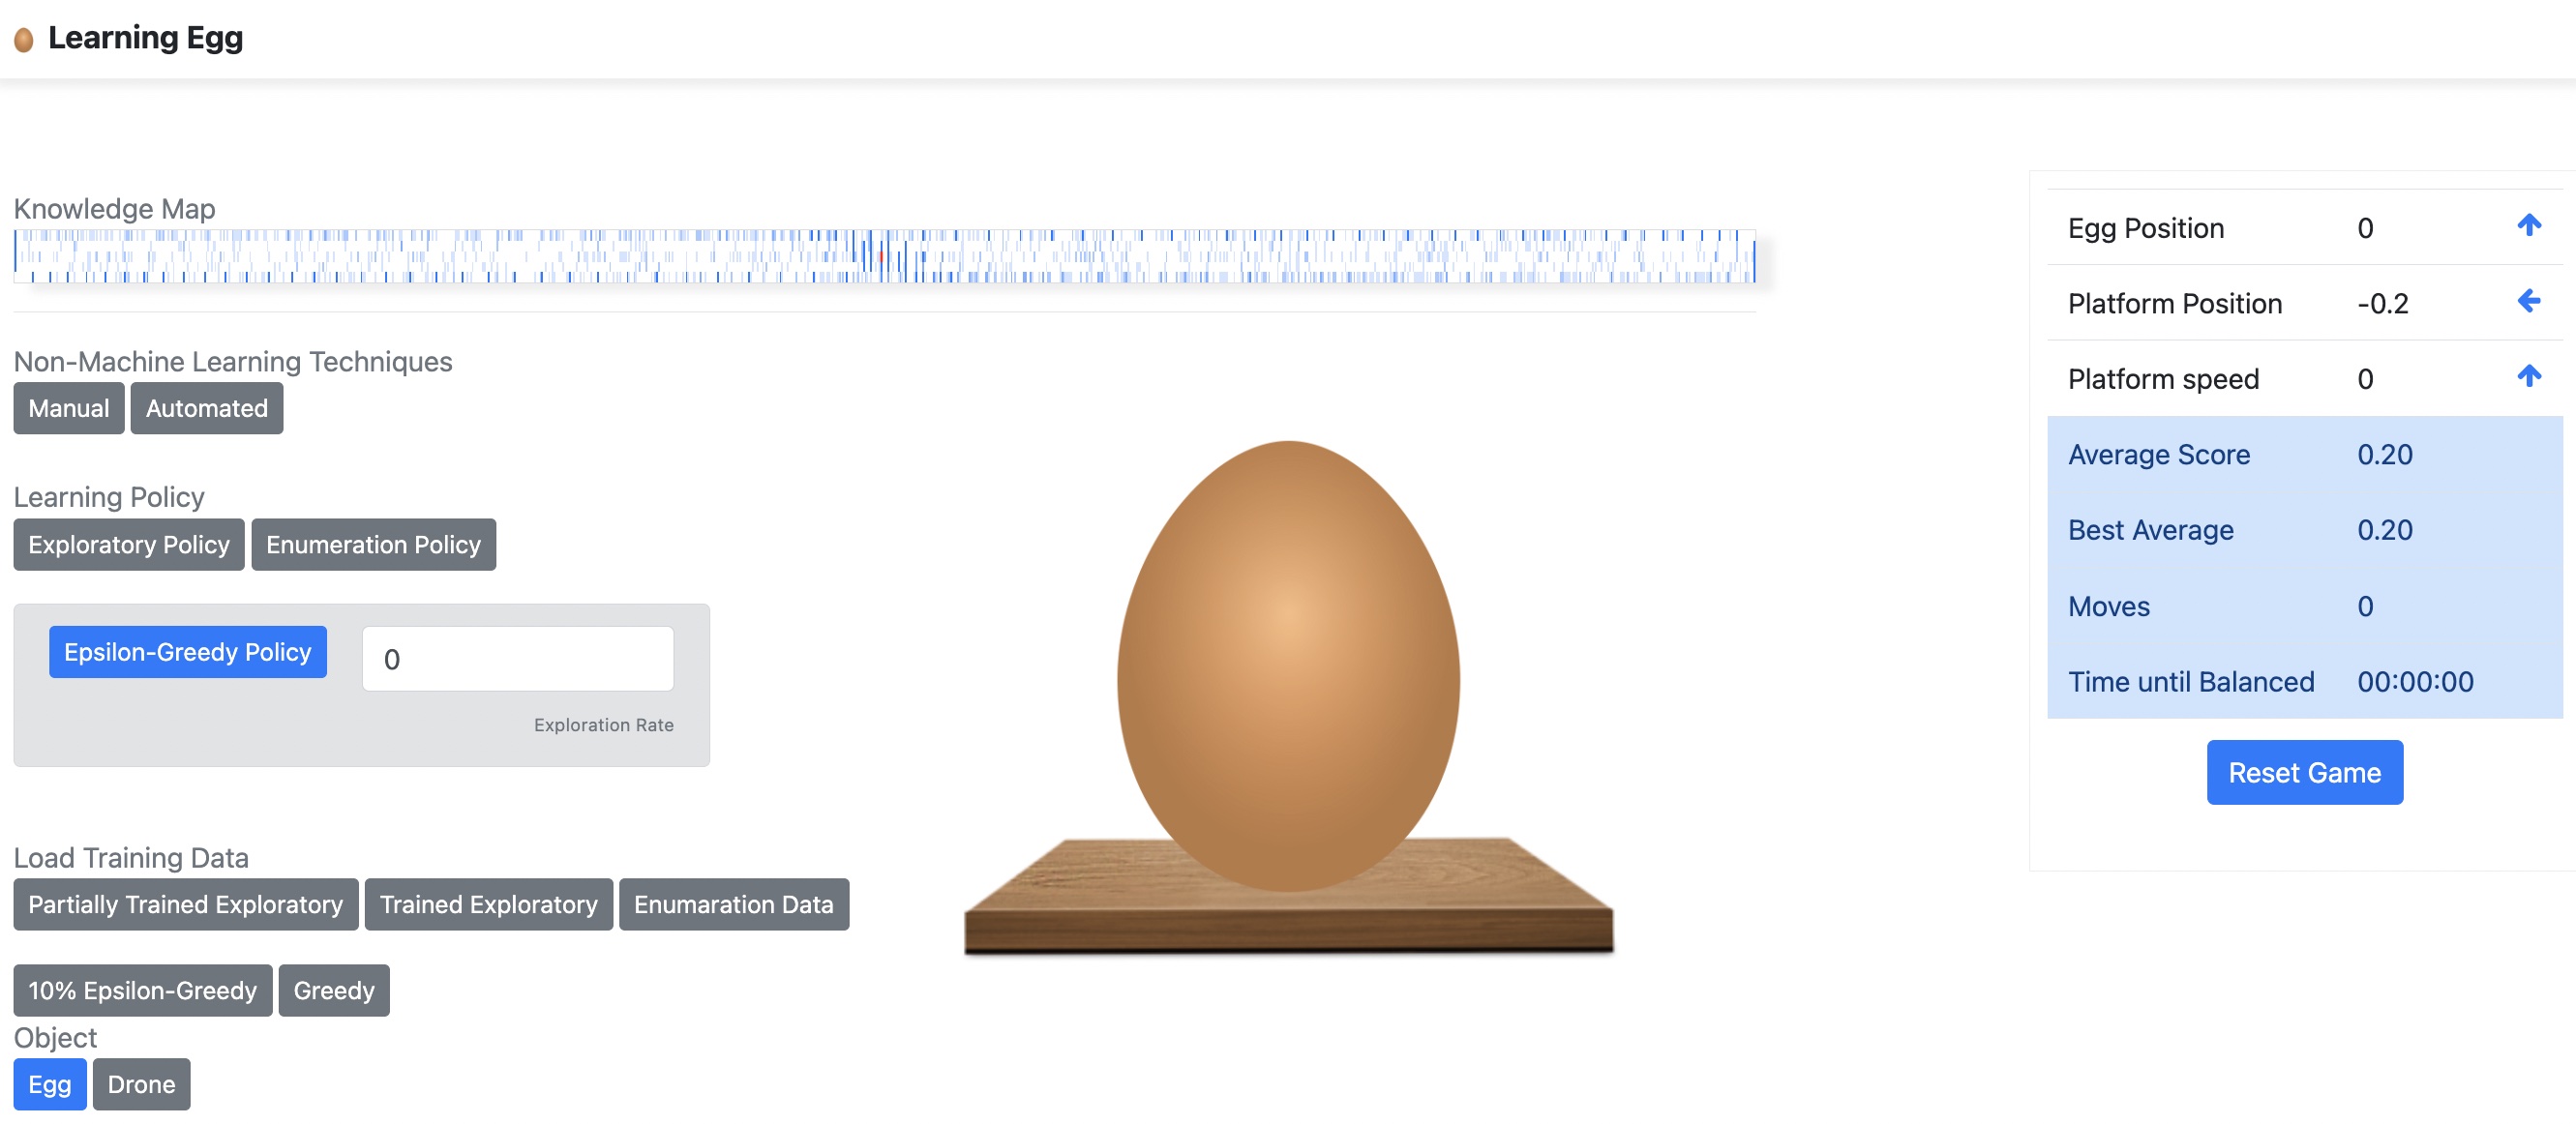 Learning Egg
Knowledge Map
Non-Machine Learning Techniques
Manual Automated
Learning Policy
Exploratory Policy Enumeration Policy
Epsilon-Greedy Policy 0
Exploration Rate
Load Training Data
Partially Trained Exploratory Trained Exploratory Enumaration Data
10% Epsilon-Greedy Greedy
Object
Egg Drone
Egg Position 0
Platform Position -0.2
Platform speed 0
Average Score 0.20
Best Average 0.20
Moves 0
Time until Balanced 00:00:00
Reset Game